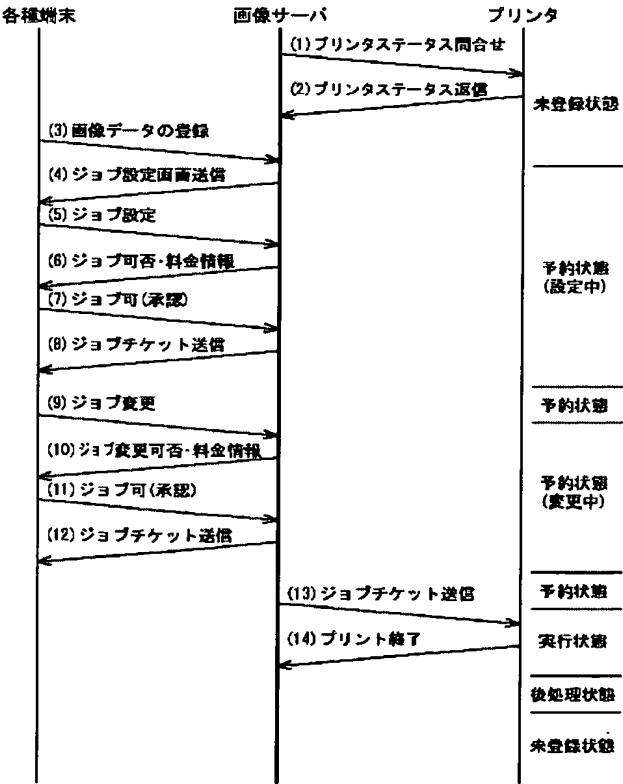 各種端末 画像サーバ プリンタ
(1)プリンタステータス問合せ
(2)プリンタステータス返信
未登録状態
(3)画像データの登録
(4)ジョブ設定画面送信
(5)ジョブ設定
(6)ジョブ可否・料金情報
予約状態
(設定中)
(7)ジョブ可(承認)
(8)ジョブチケット送信
(9)ジョブ変更
予約状態
(10)ジョブ変更可否・料金情報
(11)ジョブ可(承認)
予約状態
(変更中)
(12)ジョブチケット送信
(13)ジョブチケット送信
予約状態
(14)プリント終了
実行状態
後処理状態
未登録状態